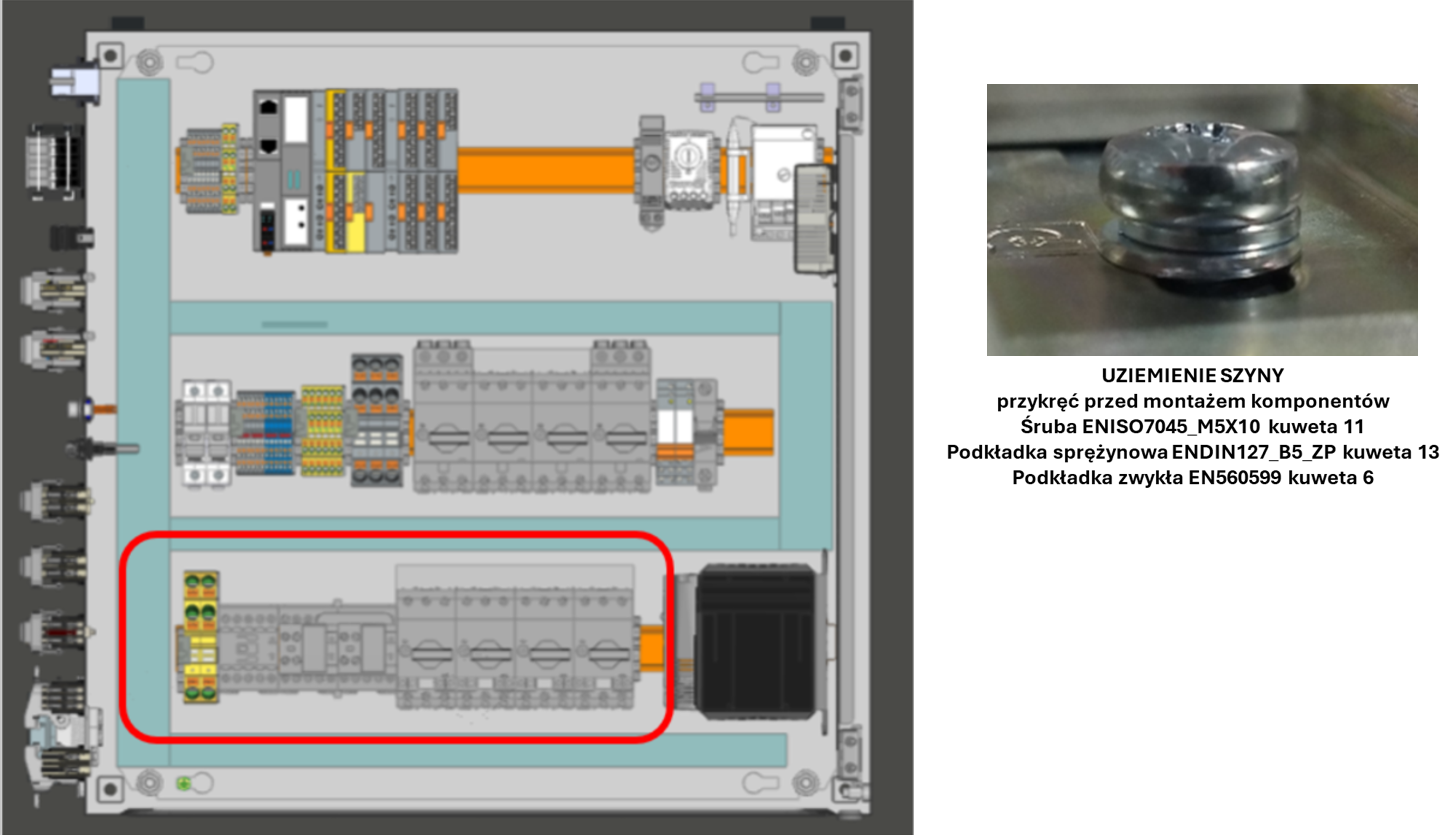 UZIEMIENIE SZYNY
przykręć przed montażem komponentów
Śruba ENISO7045_M5X10 kuweta 11
Podkładka sprężynowa ENDIN127_B5_ZP kuweta 13
Podkładka zwykła EN560599 kuweta 6